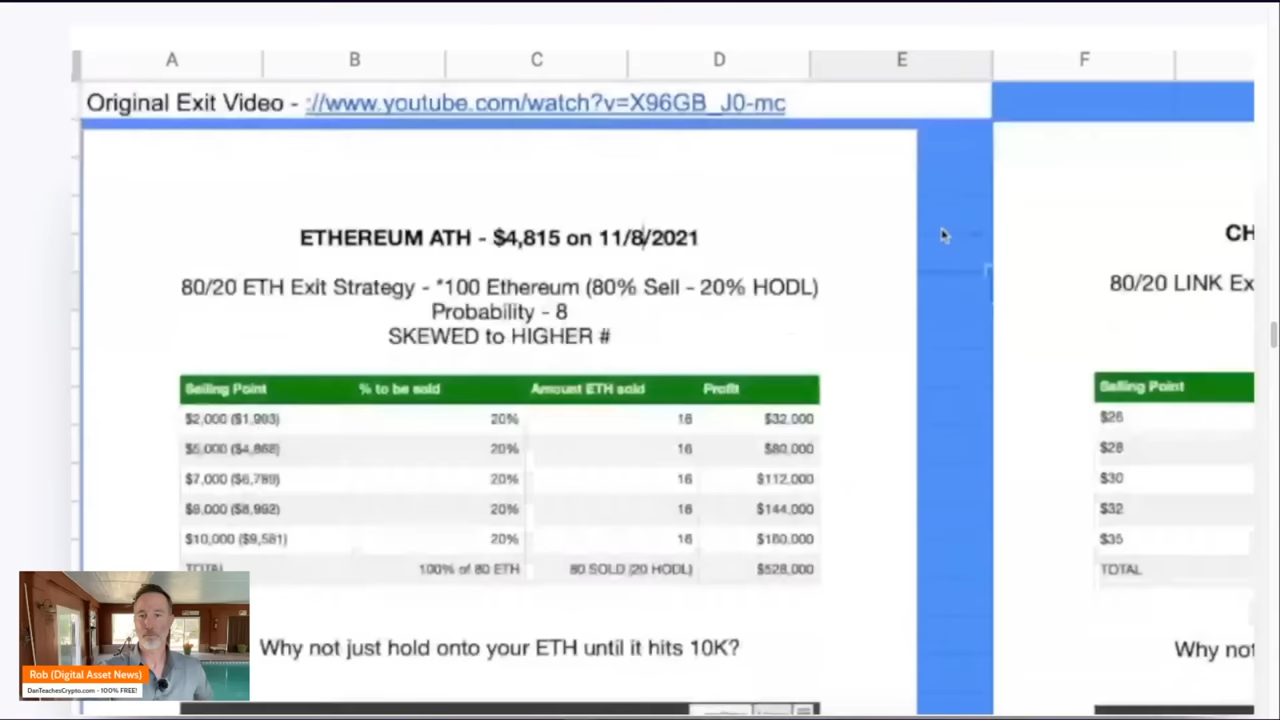 A B C D E F
Original Exit Video - ://www.youtube.com/watch?v=X96GB_J0-mc
ETHEREUM ATH - $4,815 on 11/8/2021
80/20 ETH Exit Strategy - *100 Ethereum (80% Sell - 20% HODL)
Probability - 8
SKEWED to HIGHER #
Selling Point % to be sold Amount ETH sold Profit
$2,000 ($1,993) 20% 16 $32,000
$5,000 20% 16 $80,000
$7,000 20% 16 $112,000
$9,000 ($8,992) 20% 16 $144,000
$10,000 ($9,581) 20% 16 $160,000
TOTAL 100% of 80 ETH 80 SOLD (20 HODL) $528,000
Why not just hold onto your ETH until it hits 10K?
CH
80/20 LINK Ex
Selling Point
$26
$28
$30
$32
$35
TOTAL
Why not
Rob (Digital Asset News)
DanTeachesCrypto.com - 100% FREE!